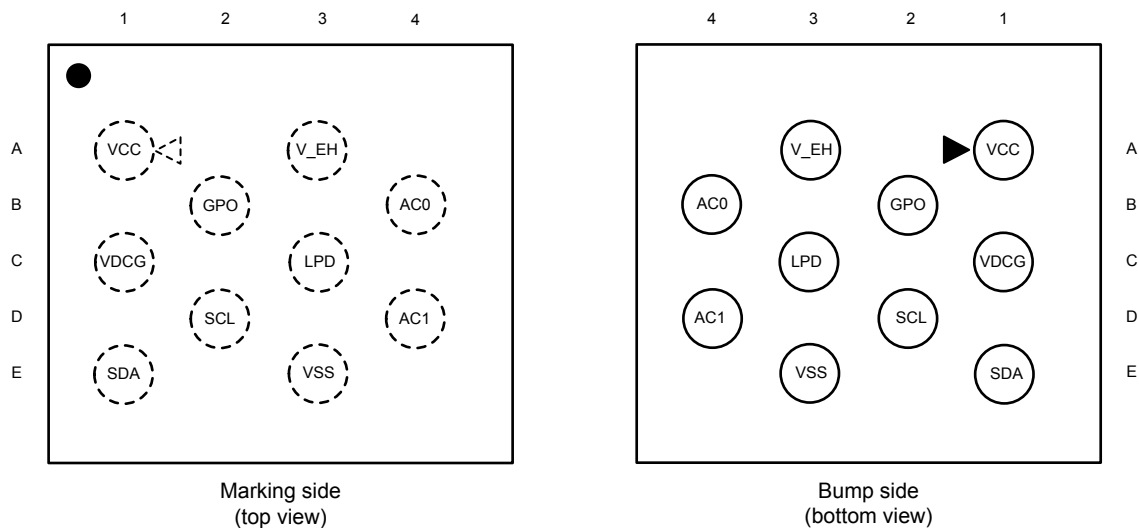 1 2 3 4
4 3 2 1
A VCC V_EH
V_EH VCC A
B GPO AC0
AC0 GPO B
C VDCG LPD
LPD VDCG C
D SCL AC1
AC1 SCL D
E SDA VSS
VSS SDA E
Marking side
(top view)
Bump side
(bottom view)